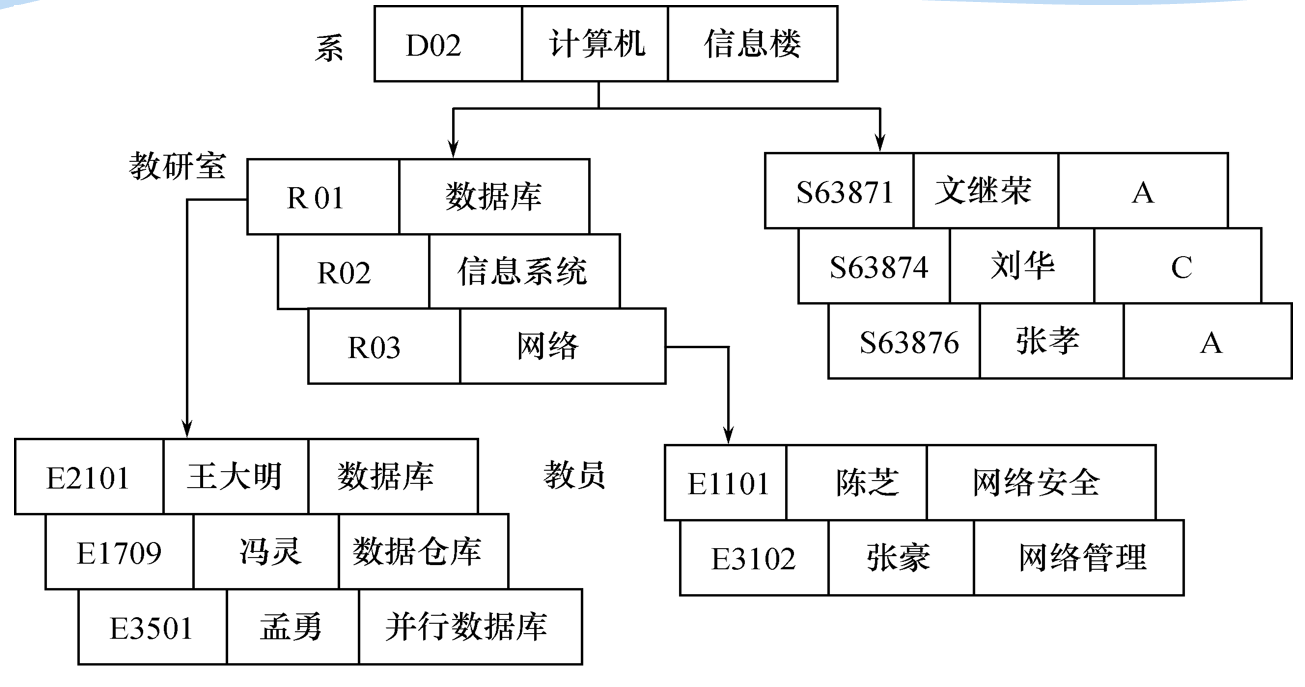 系 D02 计算机 信息楼
教研室
R 01 数据库
R02 信息系统
R03 网络
S63871 文继荣 A
S63874 刘华 C
S63876 张孝 A
E2101 王大明 数据库
E1709 冯灵 数据仓库
E3501 孟勇 并行数据库
教员
E1101 陈芝 网络安全
E3102 张豪 网络管理